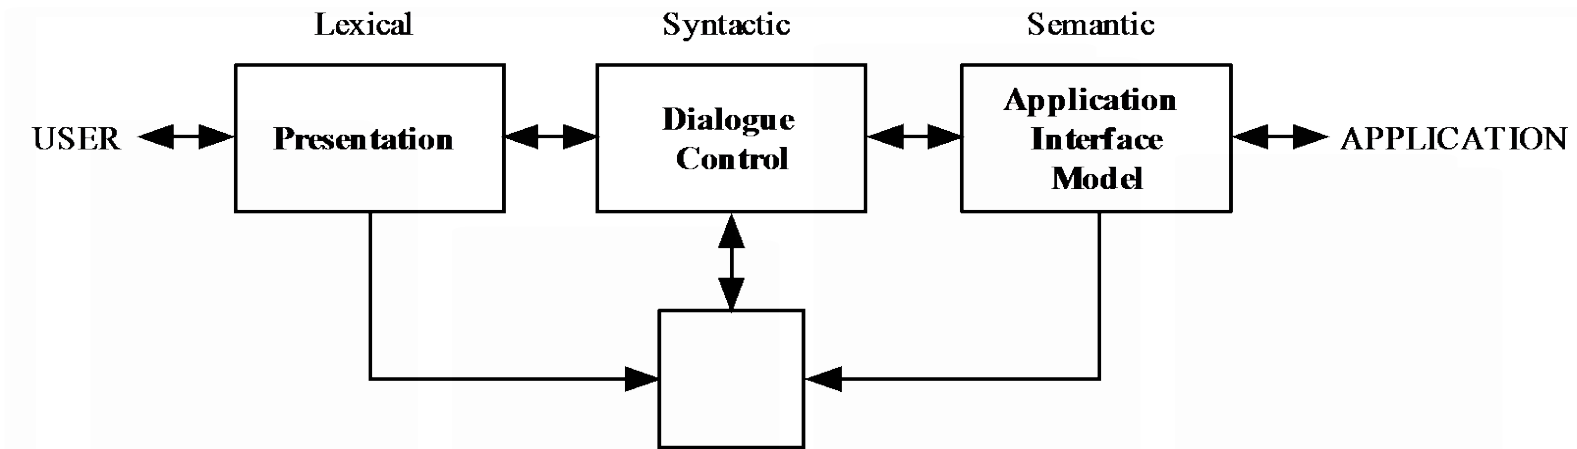 Lexical
Syntactic
Semantic
USER
Presentation
Dialogue
Control
Application
Interface
Model
APPLICATION